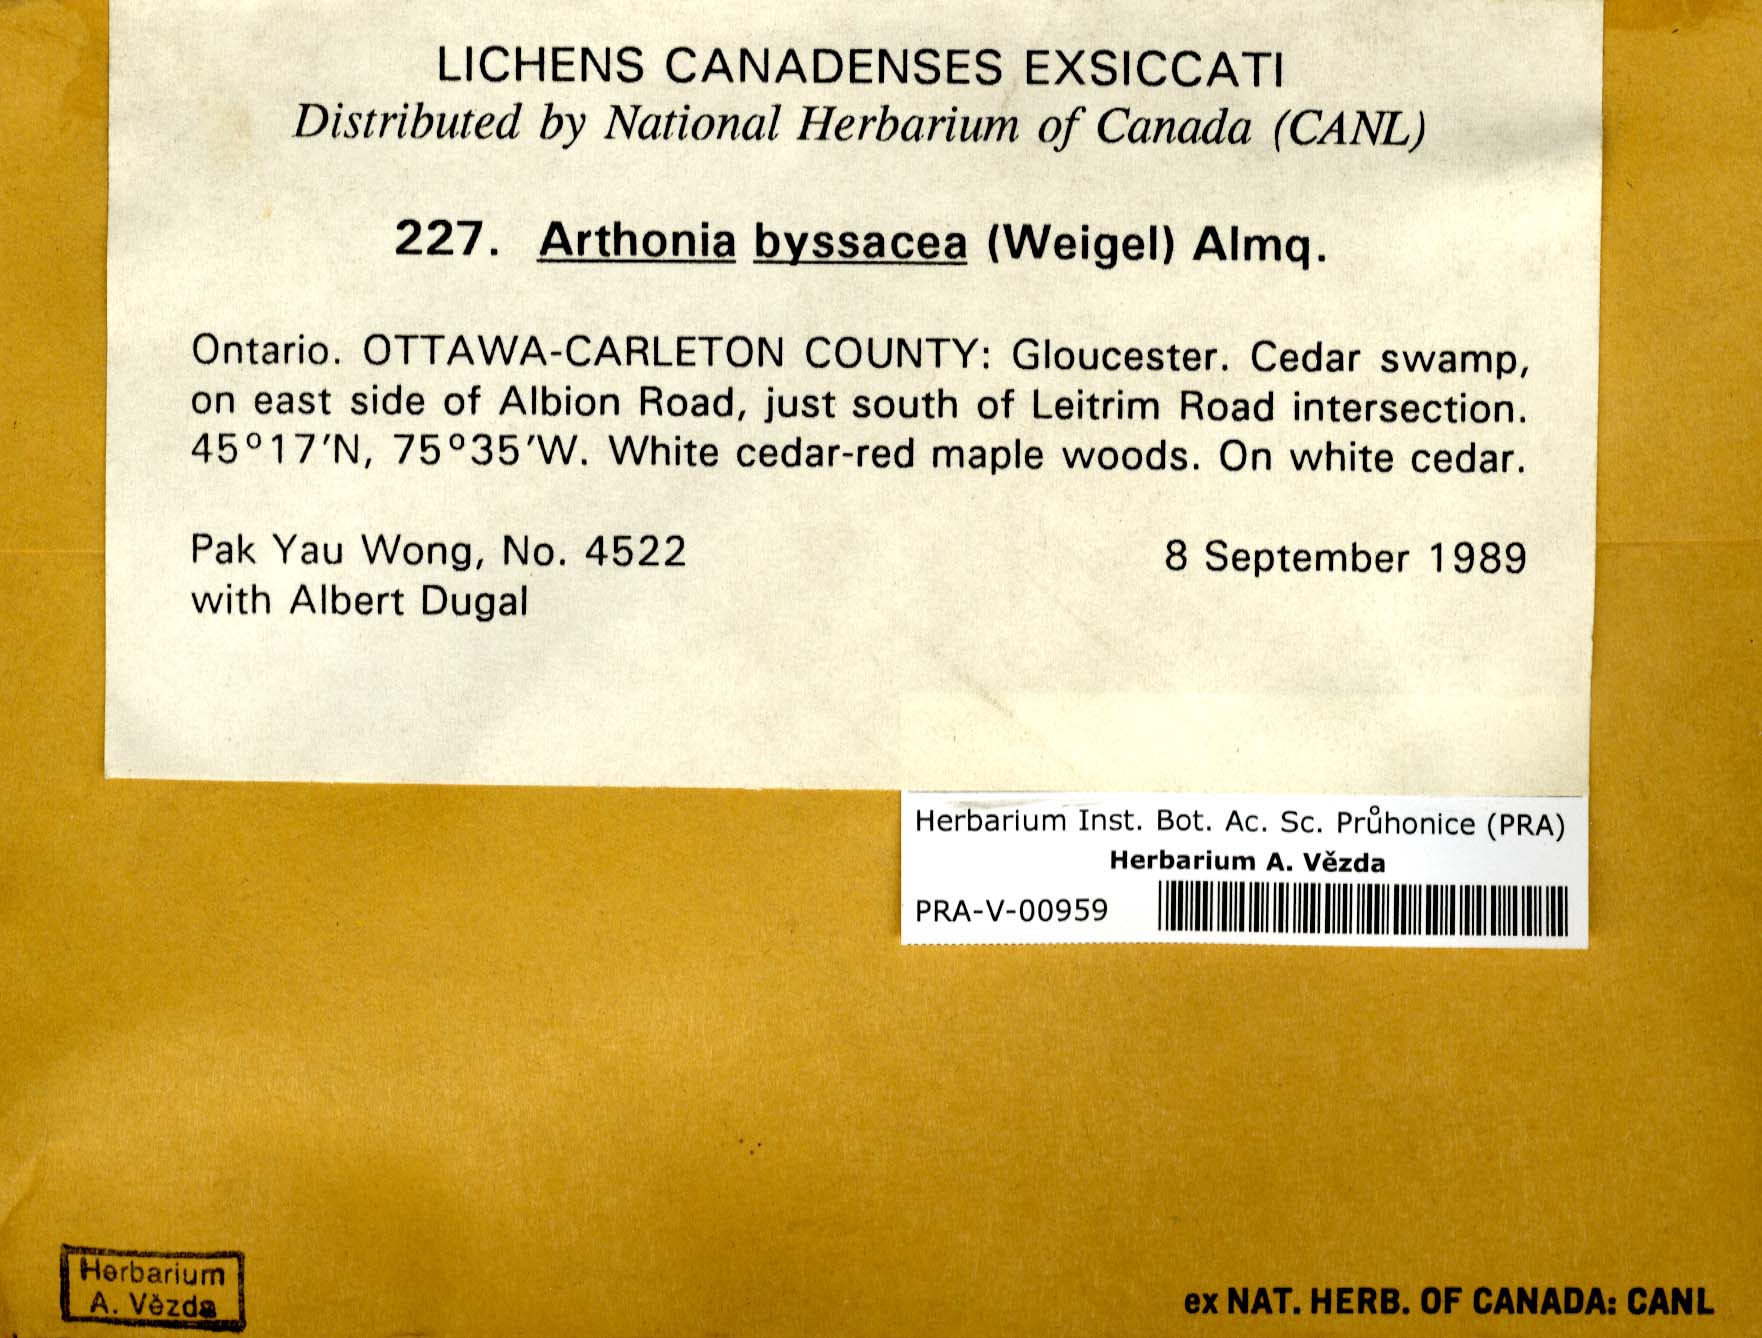 LICHENS CANADENSES EXSICCATI
Distributed by National Herbarium of Canada (CANL)
227. Arthonia byssacea (Weigel) Almq.
Ontario. OTTAWA-CARLETON COUNTY: Gloucester. Cedar swamp,
on east side of Albion Road, just south of Leitrim Road intersection.
45°17'N, 75°35'W. White cedar-red maple woods. On white cedar.
Pak Yau Wong, No. 4522 8 September 1989
with Albert Dugal
Herbarium Inst. Bot. Ac. Sc. Průhonice (PRA)
Herbarium A. Vězda
PRA-V-00959
Herbarium
A. Vězda
ex NAT. HERB. OF CANADA: CANL